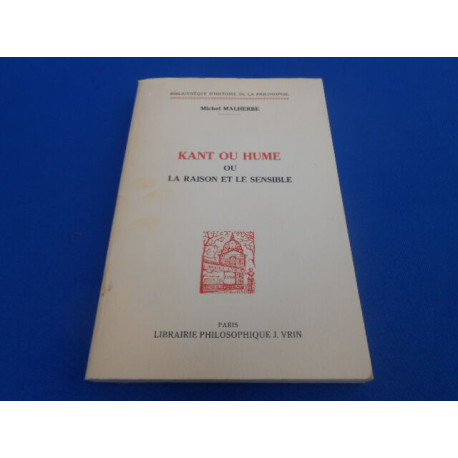 BIBLIOTHÈQUE D'HISTOIRE DE LA PHILOSOPHIE
Michel MALHERBE
KANT OU HUME
OU
LA RAISON ET LE SENSIBLE
PARIS
LIBRAIRIE PHILOSOPHIQUE J. VRIN